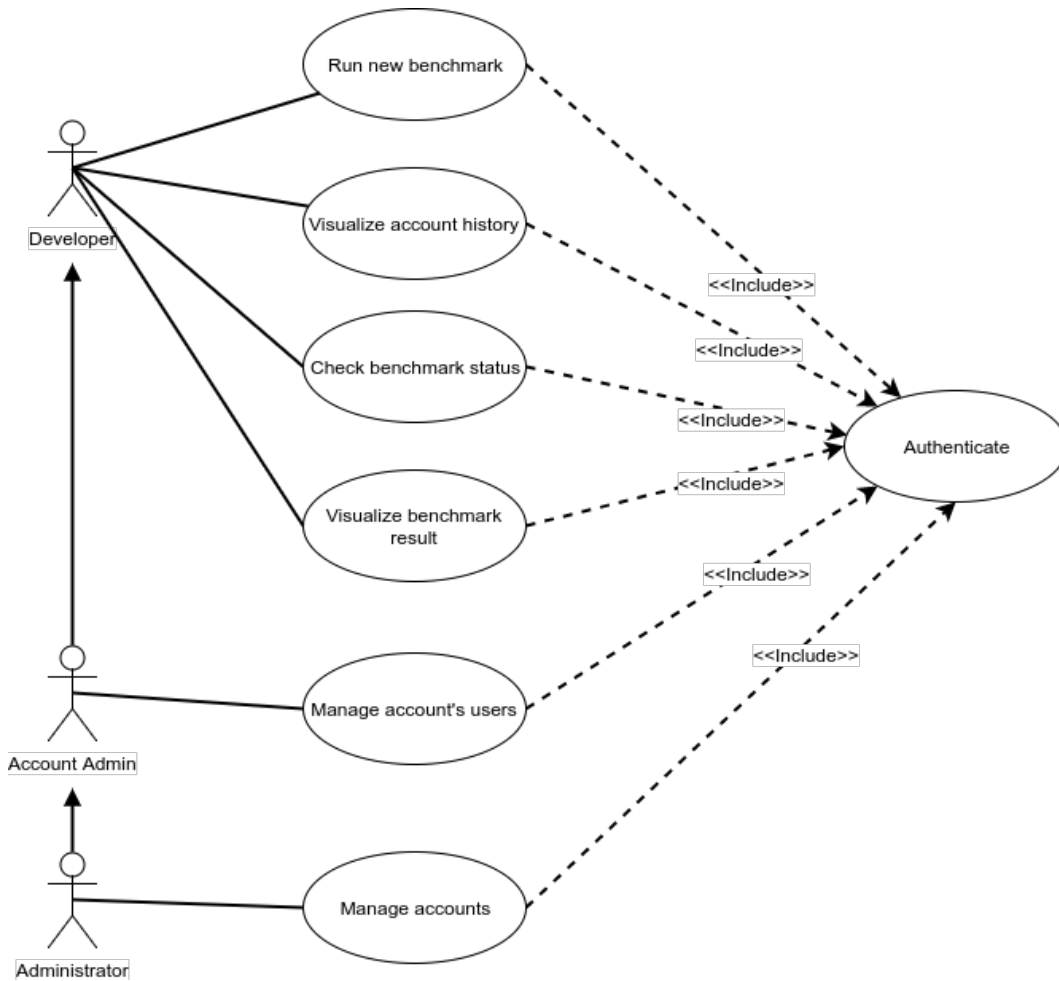 Run new benchmark
Developer
Visualize account history
<<Include>>
<<Include>>
Check benchmark status
<<Include>>
Authenticate
<<Include>>
Visualize benchmark
result
<<Include>>
<<Include>>
Manage account's users
Account Admin
Manage accounts
Administrator